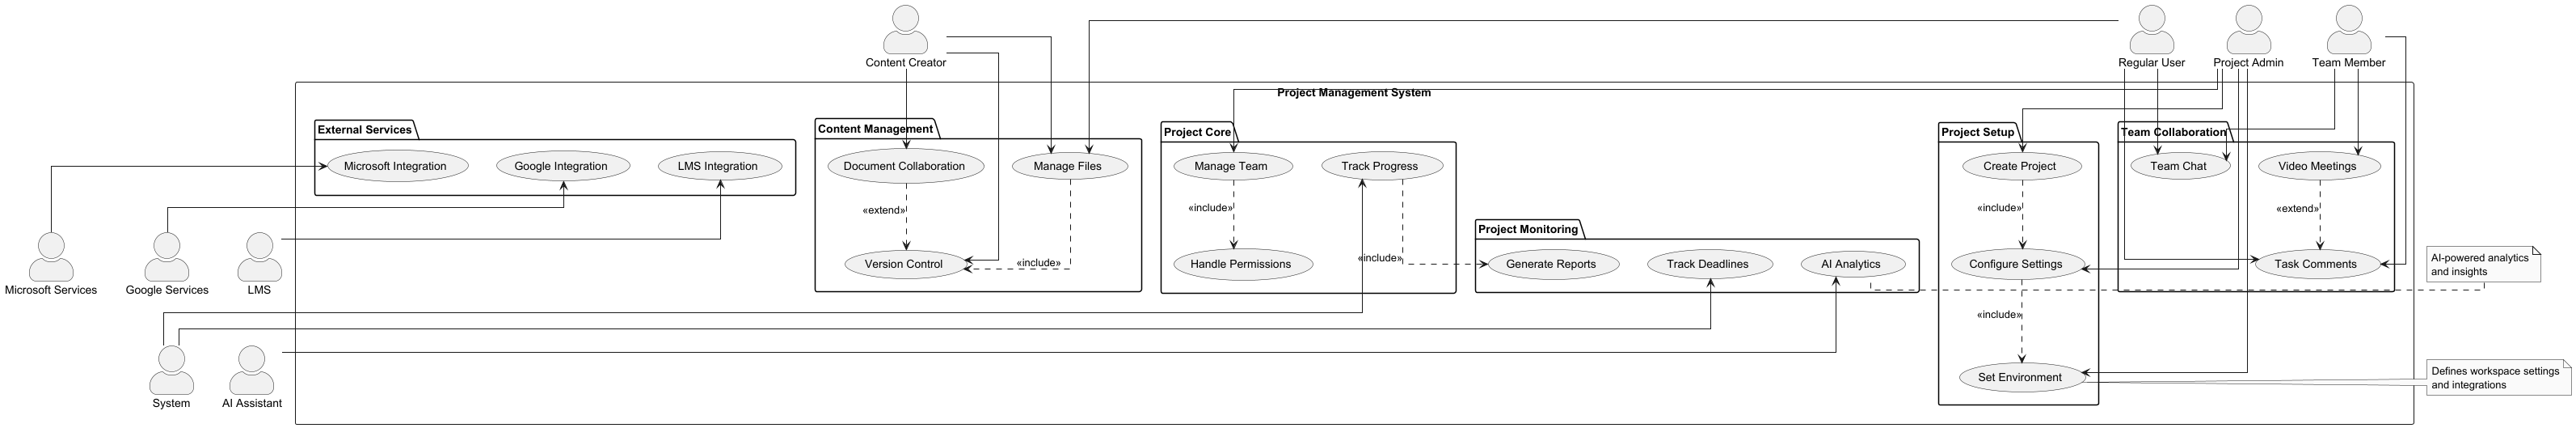 Content Creator
Regular User
Project Admin
Team Member
Project Management System
External Services
Microsoft Integration
Google Integration
LMS Integration
Content Management
Document Collaboration
Manage Files
«extend»
Version Control
«include»
Project Core
Manage Team
Track Progress
«include»
Handle Permissions
«include»
Project Monitoring
Generate Reports
Track Deadlines
AI Analytics
Project Setup
Create Project
«include»
Configure Settings
«include»
Set Environment
Team Collaboration
Team Chat
Video Meetings
«extend»
Task Comments
AI-powered analytics
and insights
Defines workspace settings
and integrations
Microsoft Services
Google Services
LMS
System
AI Assistant